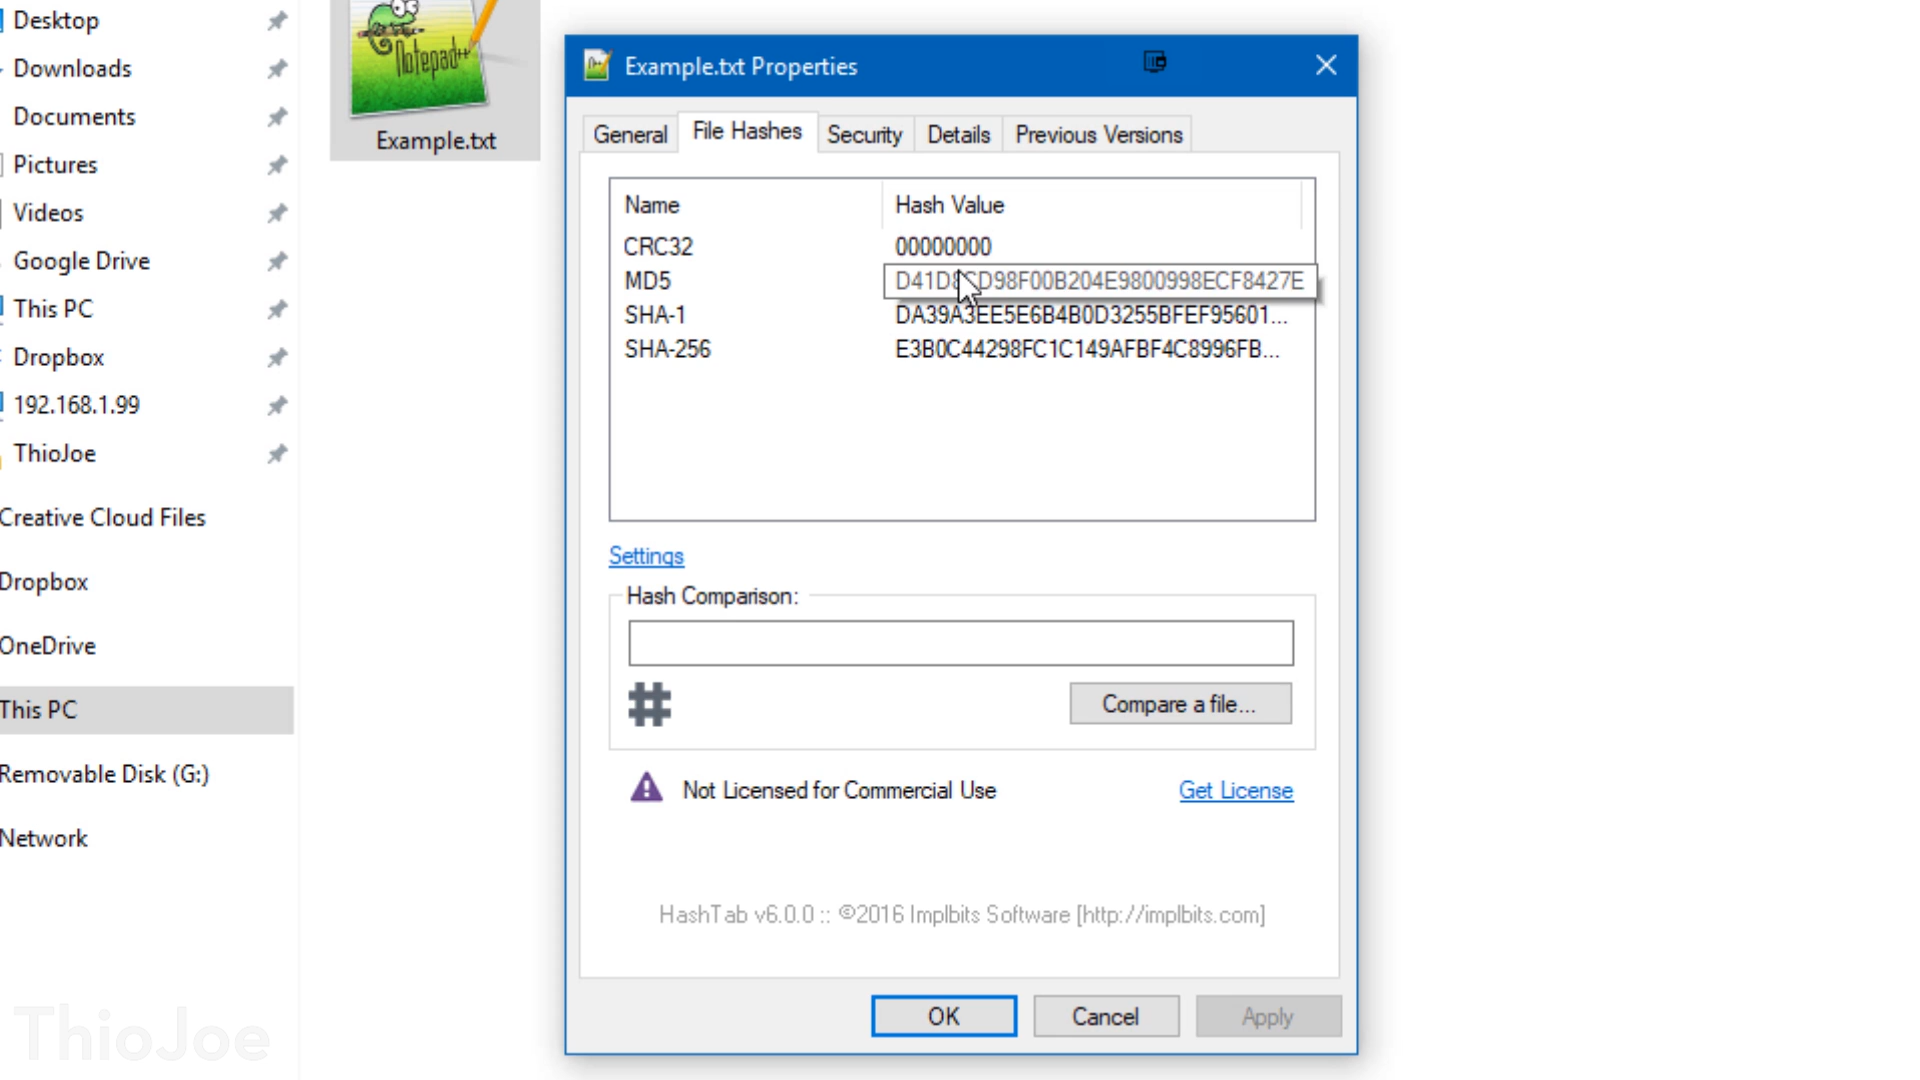 Desktop
Downloads
Documents
Pictures
Videos
Google Drive
This PC
Dropbox
192.168.1.99
ThioJoe
Creative Cloud Files
Dropbox
OneDrive
This PC
Removable Disk (G:)
Network
ThioJoe
Notepad++
Example.txt
Example.txt Properties
General File Hashes Security Details Previous Versions
Name Hash Value
CRC32 00000000
MD5
SHA-1 DA39A3EE5E6B4B0D3255BFEF95601...
SHA-256 E3B0C44298FC1C149AFBF4C8996FB...
Settings
Hash Comparison:
#
Compare a file...
Not Licensed for Commercial Use Get License
HashTab v6.0.0 :: ©2016 Implbits Software [http://implbits.com]
OK Cancel Apply